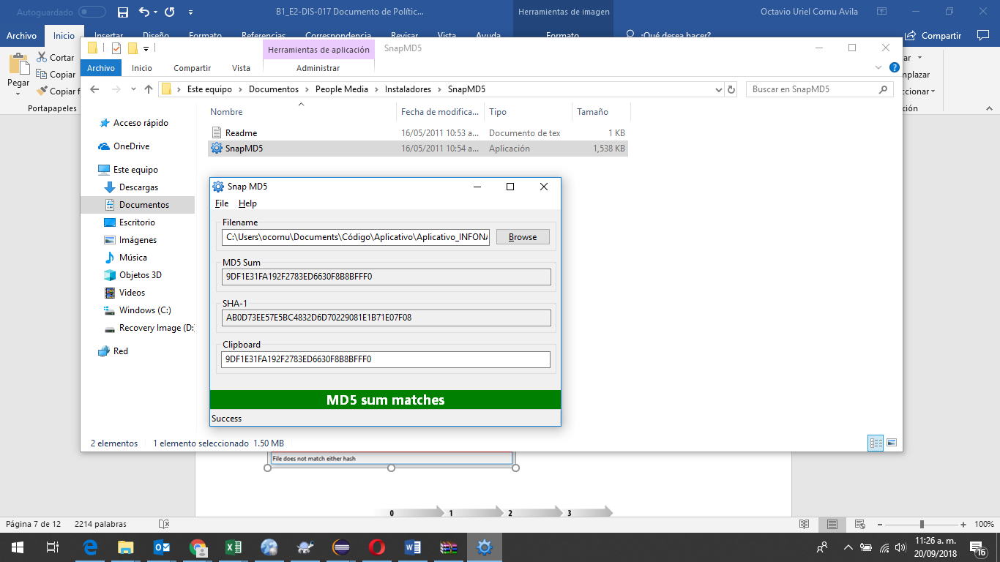 Autoguardado
B1_E2-DIS-017 Documento de Polític...
Herramientas de imagen
Octavio Uriel Cornu Avila
Archivo Inicio Insertar Diseño Formato Referencias Correspondencia Revisar Vista Ayuda Formato ¿Qué desea hacer? Compartir
Pegar
Cortar
Copiar
Copiar f
Portapapeles
Herramientas de aplicación
SnapMD5
Archivo Inicio Compartir Vista Administrar
Este equipo > Documentos > People Media > Instaladores > SnapMD5
Buscar en SnapMD5
Nombre Fecha de modifica... Tipo Tamaño
Readme 16/05/2011 10:53 a... Documento de tex 1 KB
SnapMD5 16/05/2011 10:54 a... Aplicación 1,538 KB
Acceso rápido
OneDrive
Este equipo
Descargas
Documentos
Escritorio
Imágenes
Música
Objetos 3D
Videos
Windows (C:)
Recovery Image (D:
Red
Snap MD5
File Help
Filename
C:\Users\ocornu\Documents\Código\Aplicativo\Aplicativo_INFONA
Browse
MD5 Sum
9DF1E31FA192F2783ED6630F8B8BFFF0
SHA-1
AB0D73EE57E5BC4832D6D70229081E1B71E07F08
Clipboard
9DF1E31FA192F2783ED6630F8B8BFFF0
MD5 sum matches
Success
2 elementos 1 elemento seleccionado 1.50 MB
File does not match either hash
0 1 2 3
Página 7 de 12 2214 palabras
100%
11:26 a. m.
20/09/2018
16